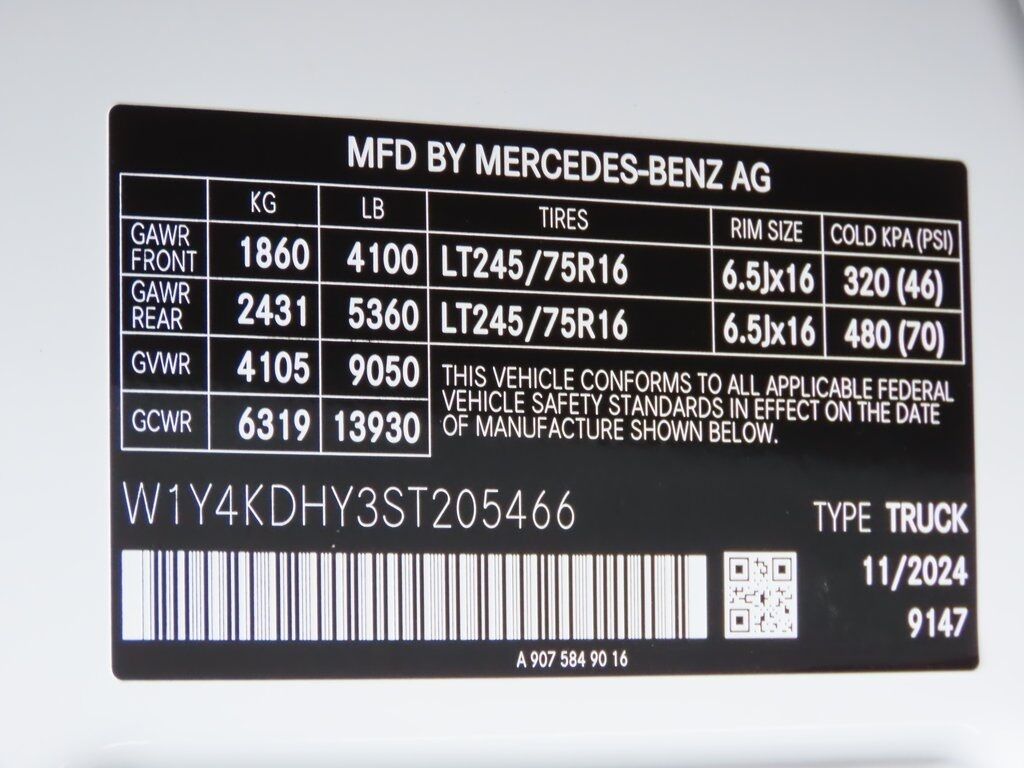 MFD BY MERCEDES-BENZ AG
KG LB TIRES RIM SIZE COLD KPA (PSI)
GAWR FRONT 1860 4100 LT245/75R16 6.5Jx16 320 (46)
GAWR REAR 2431 5360 LT245/75R16 6.5Jx16 480 (70)
GVWR 4105 9050
GCWR 6319 13930
THIS VEHICLE CONFORMS TO ALL APPLICABLE FEDERAL
VEHICLE SAFETY STANDARDS IN EFFECT ON THE DATE
OF MANUFACTURE SHOWN BELOW.
W1Y4KDHY3ST205466
TYPE TRUCK
11/2024
9147
A 907 584 90 16